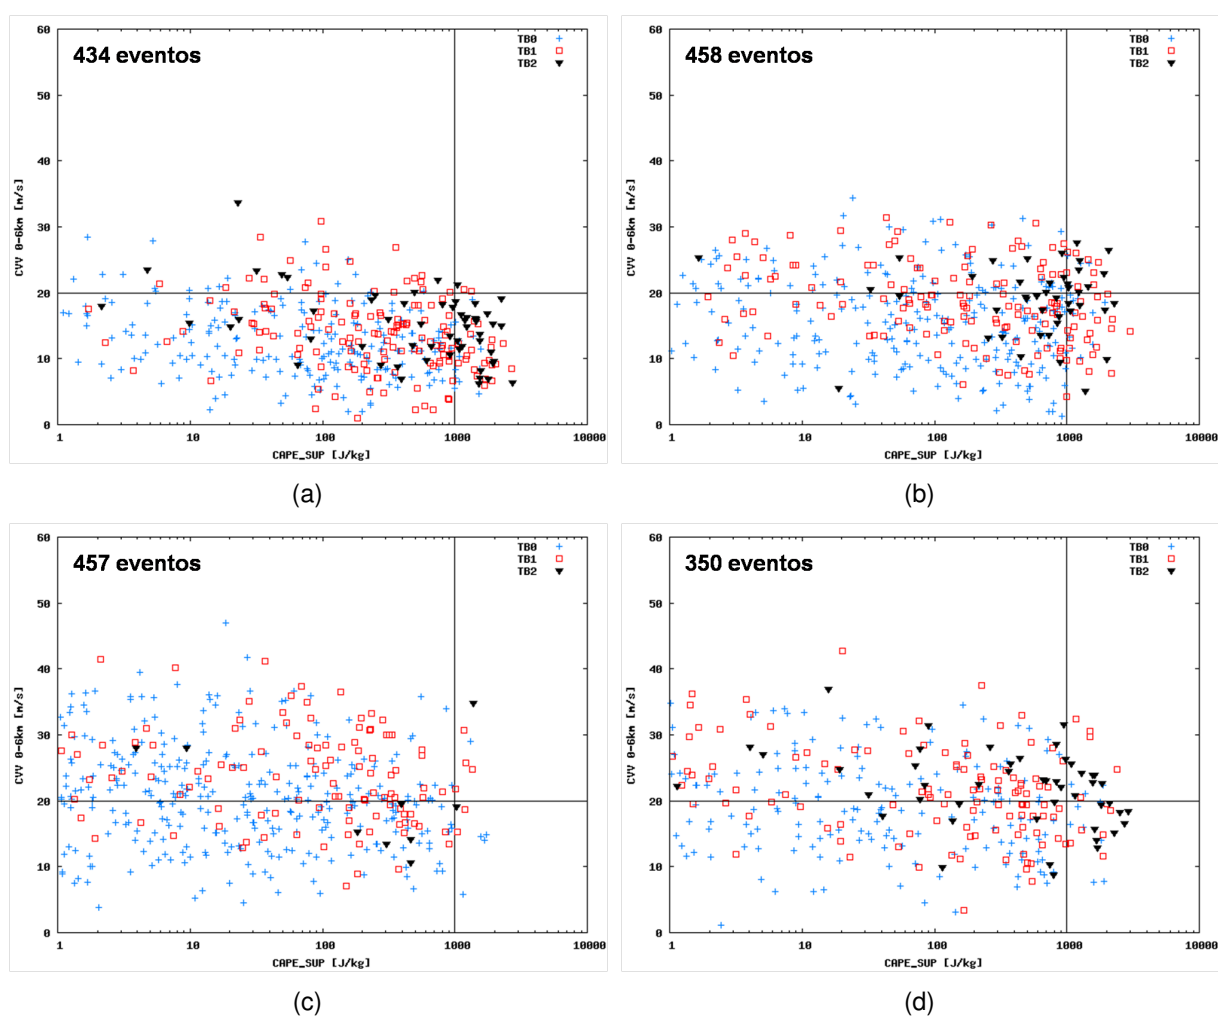 434 eventos
TB0
TB1
TB2
60
50
40
30
20
10
0
CVV 0-6km [m/s]
1
10
100
1000
10000
CAPE_SUP [J/kg]
(a)
458 eventos
TB0
TB1
TB2
60
50
40
30
20
10
0
CVV 0-6km [m/s]
1
10
100
1000
10000
CAPE_SUP [J/kg]
(b)
457 eventos
TB0
TB1
TB2
60
50
40
30
20
10
0
CVV 0-6km [m/s]
1
10
100
1000
10000
CAPE_SUP [J/kg]
(c)
350 eventos
TB0
TB1
TB2
60
50
40
30
20
10
0
CVV 0-6km [m/s]
1
10
100
1000
10000
CAPE_SUP [J/kg]
(d)